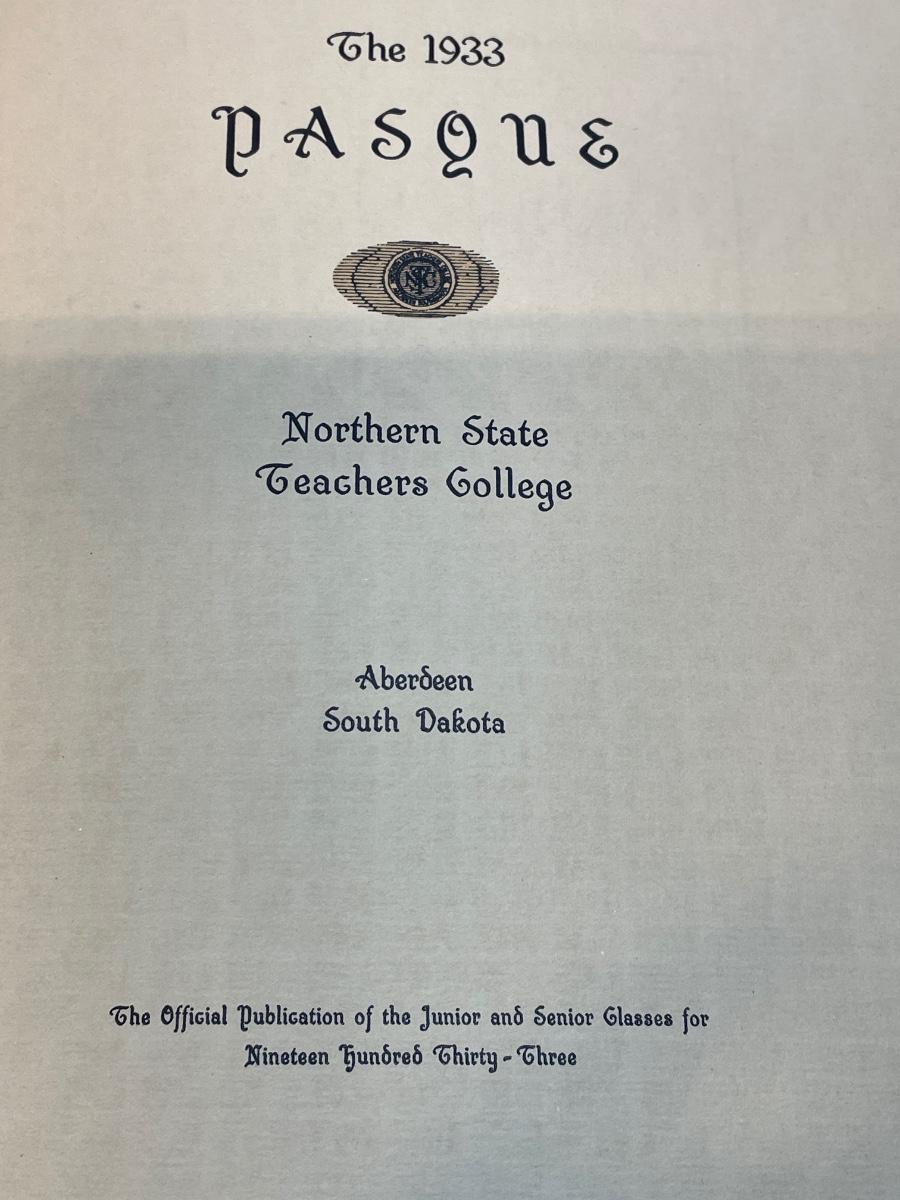 The 1933
PASQUE
Northern State
Teachers College
Aberdeen
South Dakota
The Official Publication of the Junior and Senior Classes for
Nineteen Hundred Thirty-Three